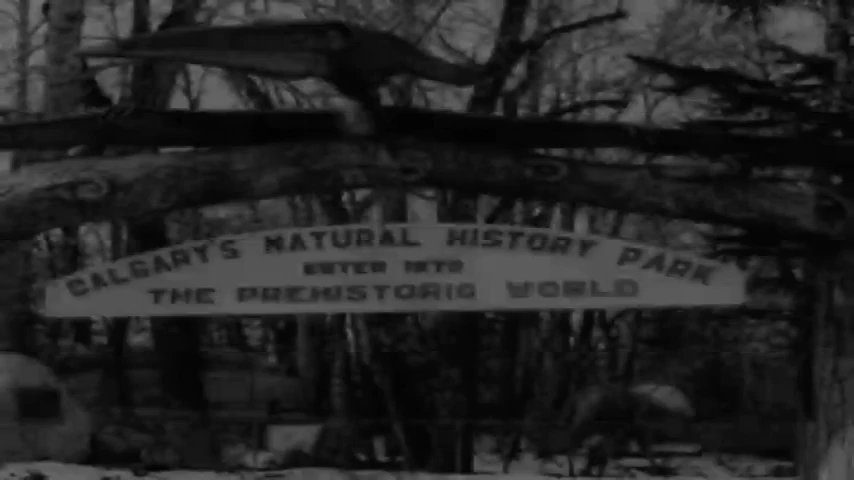 CALGARY'S NATURAL HISTORY PARK
ENTER INTO
THE PREHISTORIC WORLD